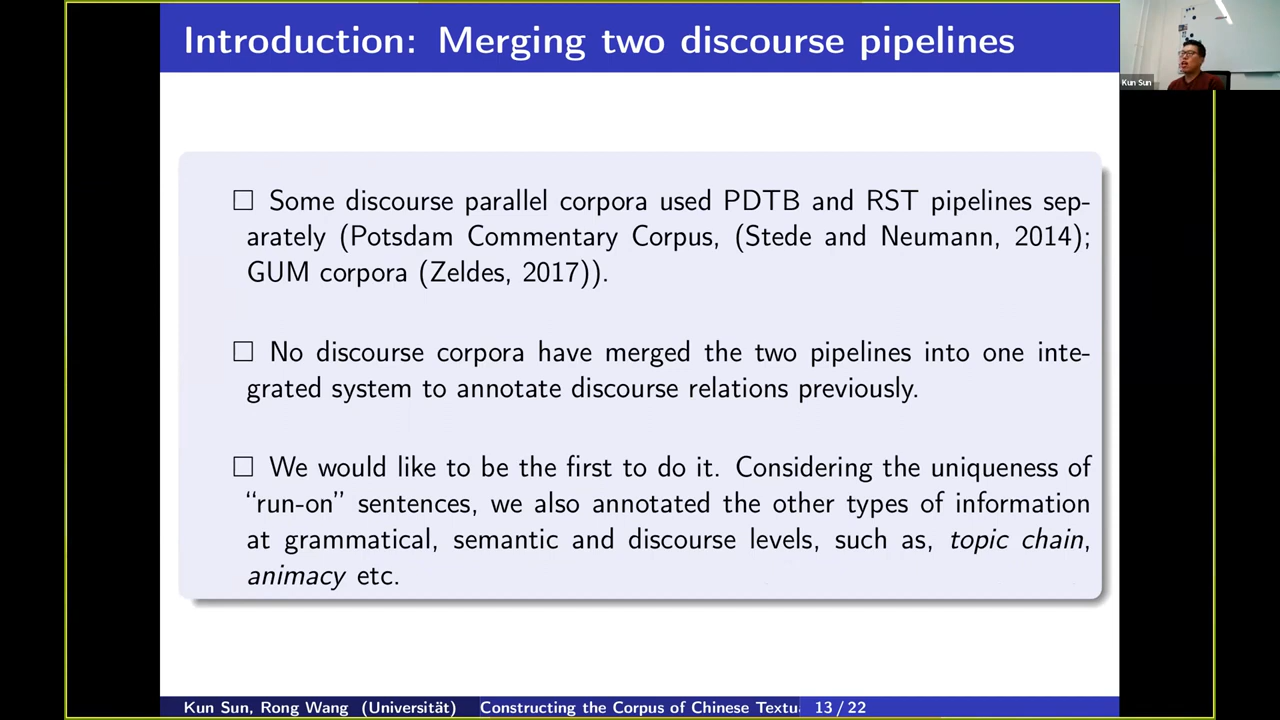 Introduction: Merging two discourse pipelines
Kun Sun
□ Some discourse parallel corpora used PDTB and RST pipelines sep-
arately (Potsdam Commentary Corpus, (Stede and Neumann, 2014);
GUM corpora (Zeldes, 2017)).
□ No discourse corpora have merged the two pipelines into one inte-
grated system to annotate discourse relations previously.
□ We would like to be the first to do it. Considering the uniqueness of
“run-on” sentences, we also annotated the other types of information
at grammatical, semantic and discourse levels, such as, topic chain,
animacy etc.
Kun Sun, Rong Wang (Universität) Constructing the Corpus of Chinese Textu 13 / 22